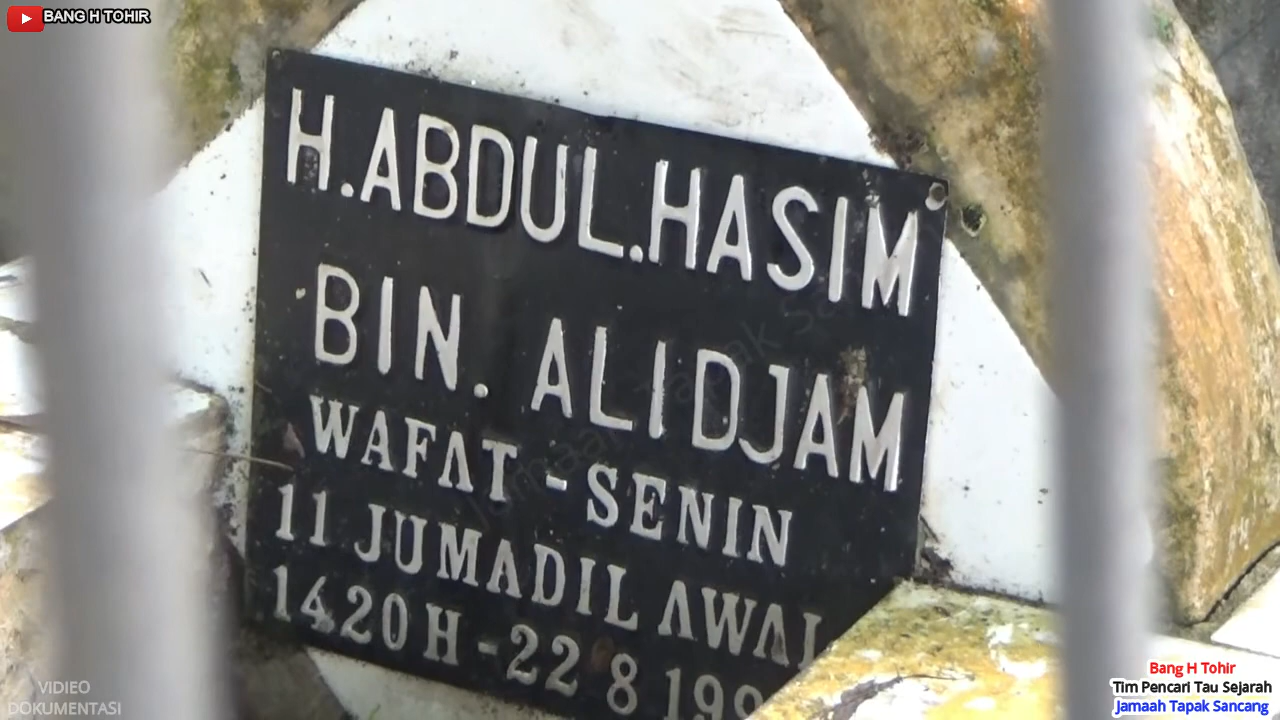 BANG H TOHIR
H.ABDUL.HASIM
BIN. ALIDJAM
WAFAT - SENIN
11 JUMADIL AWAL
1420 H - 22 8 199
VIDIEO
DOKUMENTASI
Bang H Tohir
Tim Pencari Tau Sejarah
Jamaah Tapak Sancang